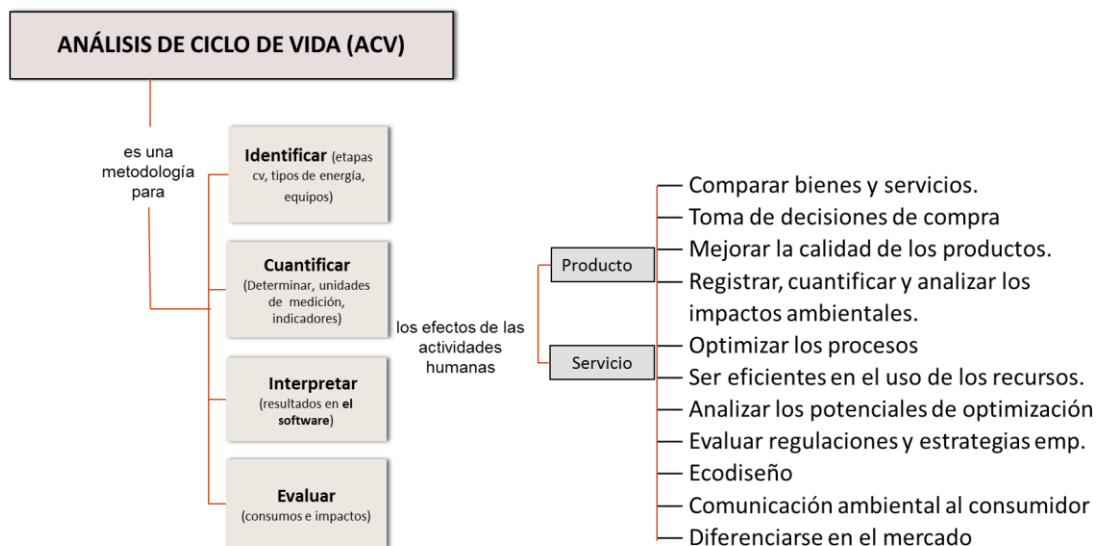 ANÁLISIS DE CICLO DE VIDA (ACV)
es una
metodología
para
Identificar (etapas
cv, tipos de energía,
equipos)
Cuantificar
(Determinar, unidades
de medición,
indicadores)
Interpretar
(resultados en el
software)
Evaluar
(consumos e impactos)
los efectos de las
actividades
humanas
Producto
Servicio
Comparar bienes y servicios.
Toma de decisiones de compra
Mejorar la calidad de los productos.
Registrar, cuantificar y analizar los
impactos ambientales.
Optimizar los procesos
Ser eficientes en el uso de los recursos.
Analizar los potenciales de optimización
Evaluar regulaciones y estrategias emp.
Ecodiseño
Comunicación ambiental al consumidor
Diferenciarse en el mercado